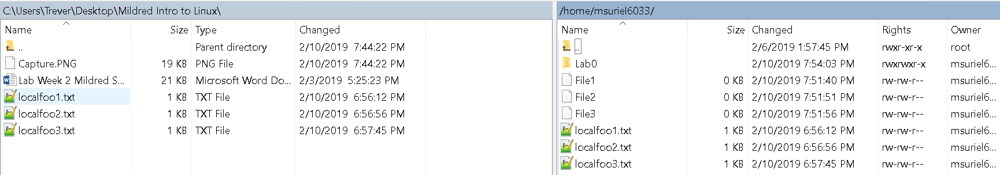 C:\Users\Trever\Desktop\Mildred Intro to Linux\
Name Size Type Changed
.. Parent directory 2/10/2019 7:44:22 PM
Capture.PNG 19 KB PNG File 2/10/2019 7:44:22 PM
Lab Week 2 Mildred S... 21 KB Microsoft Word Do... 2/3/2019 5:25:23 PM
localfoo1.txt 1 KB TXT File 2/10/2019 6:56:12 PM
localfoo2.txt 1 KB TXT File 2/10/2019 6:56:56 PM
localfoo3.txt 1 KB TXT File 2/10/2019 6:57:45 PM
/home/msuriel6033/
Name Size Changed Rights Owner
.. 2/6/2019 1:57:45 PM rwxr-xr-x root
Lab0 2/10/2019 7:54:03 PM rwxrwxr-x msuriel6...
File1 0 KB 2/10/2019 7:51:40 PM rw-rw-r-- msuriel6...
File2 0 KB 2/10/2019 7:51:51 PM rw-rw-r-- msuriel6...
File3 0 KB 2/10/2019 7:51:56 PM rw-rw-r-- msuriel6...
localfoo1.txt 1 KB 2/10/2019 6:56:12 PM rw-rw-r-- msuriel6...
localfoo2.txt 1 KB 2/10/2019 6:56:56 PM rw-rw-r-- msuriel6...
localfoo3.txt 1 KB 2/10/2019 6:57:45 PM rw-rw-r-- msuriel6...